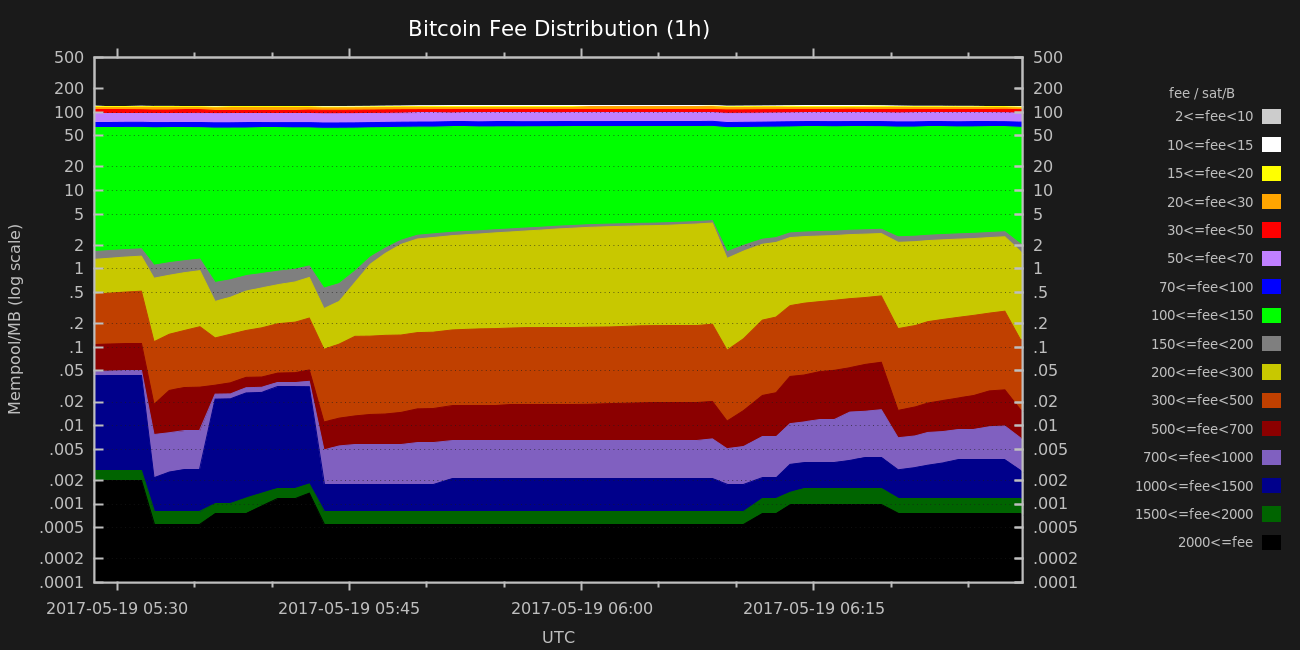 Bitcoin Fee Distribution (1h)
Mempool/MB (log scale)
500
200
100
50
20
10
5
2
1
.5
.2
.1
.05
.02
.01
.005
.002
.001
.0005
.0002
.0001
500
200
100
50
20
10
5
2
1
.5
.2
.1
.05
.02
.01
.005
.002
.001
.0005
.0002
.0001
2017-05-19 05:30
2017-05-19 05:45
2017-05-19 06:00
2017-05-19 06:15
UTC
fee / sat/B
2<=fee<10
10<=fee<15
15<=fee<20
20<=fee<30
30<=fee<50
50<=fee<70
70<=fee<100
100<=fee<150
150<=fee<200
200<=fee<300
300<=fee<500
500<=fee<700
700<=fee<1000
1000<=fee<1500
1500<=fee<2000
2000<=fee